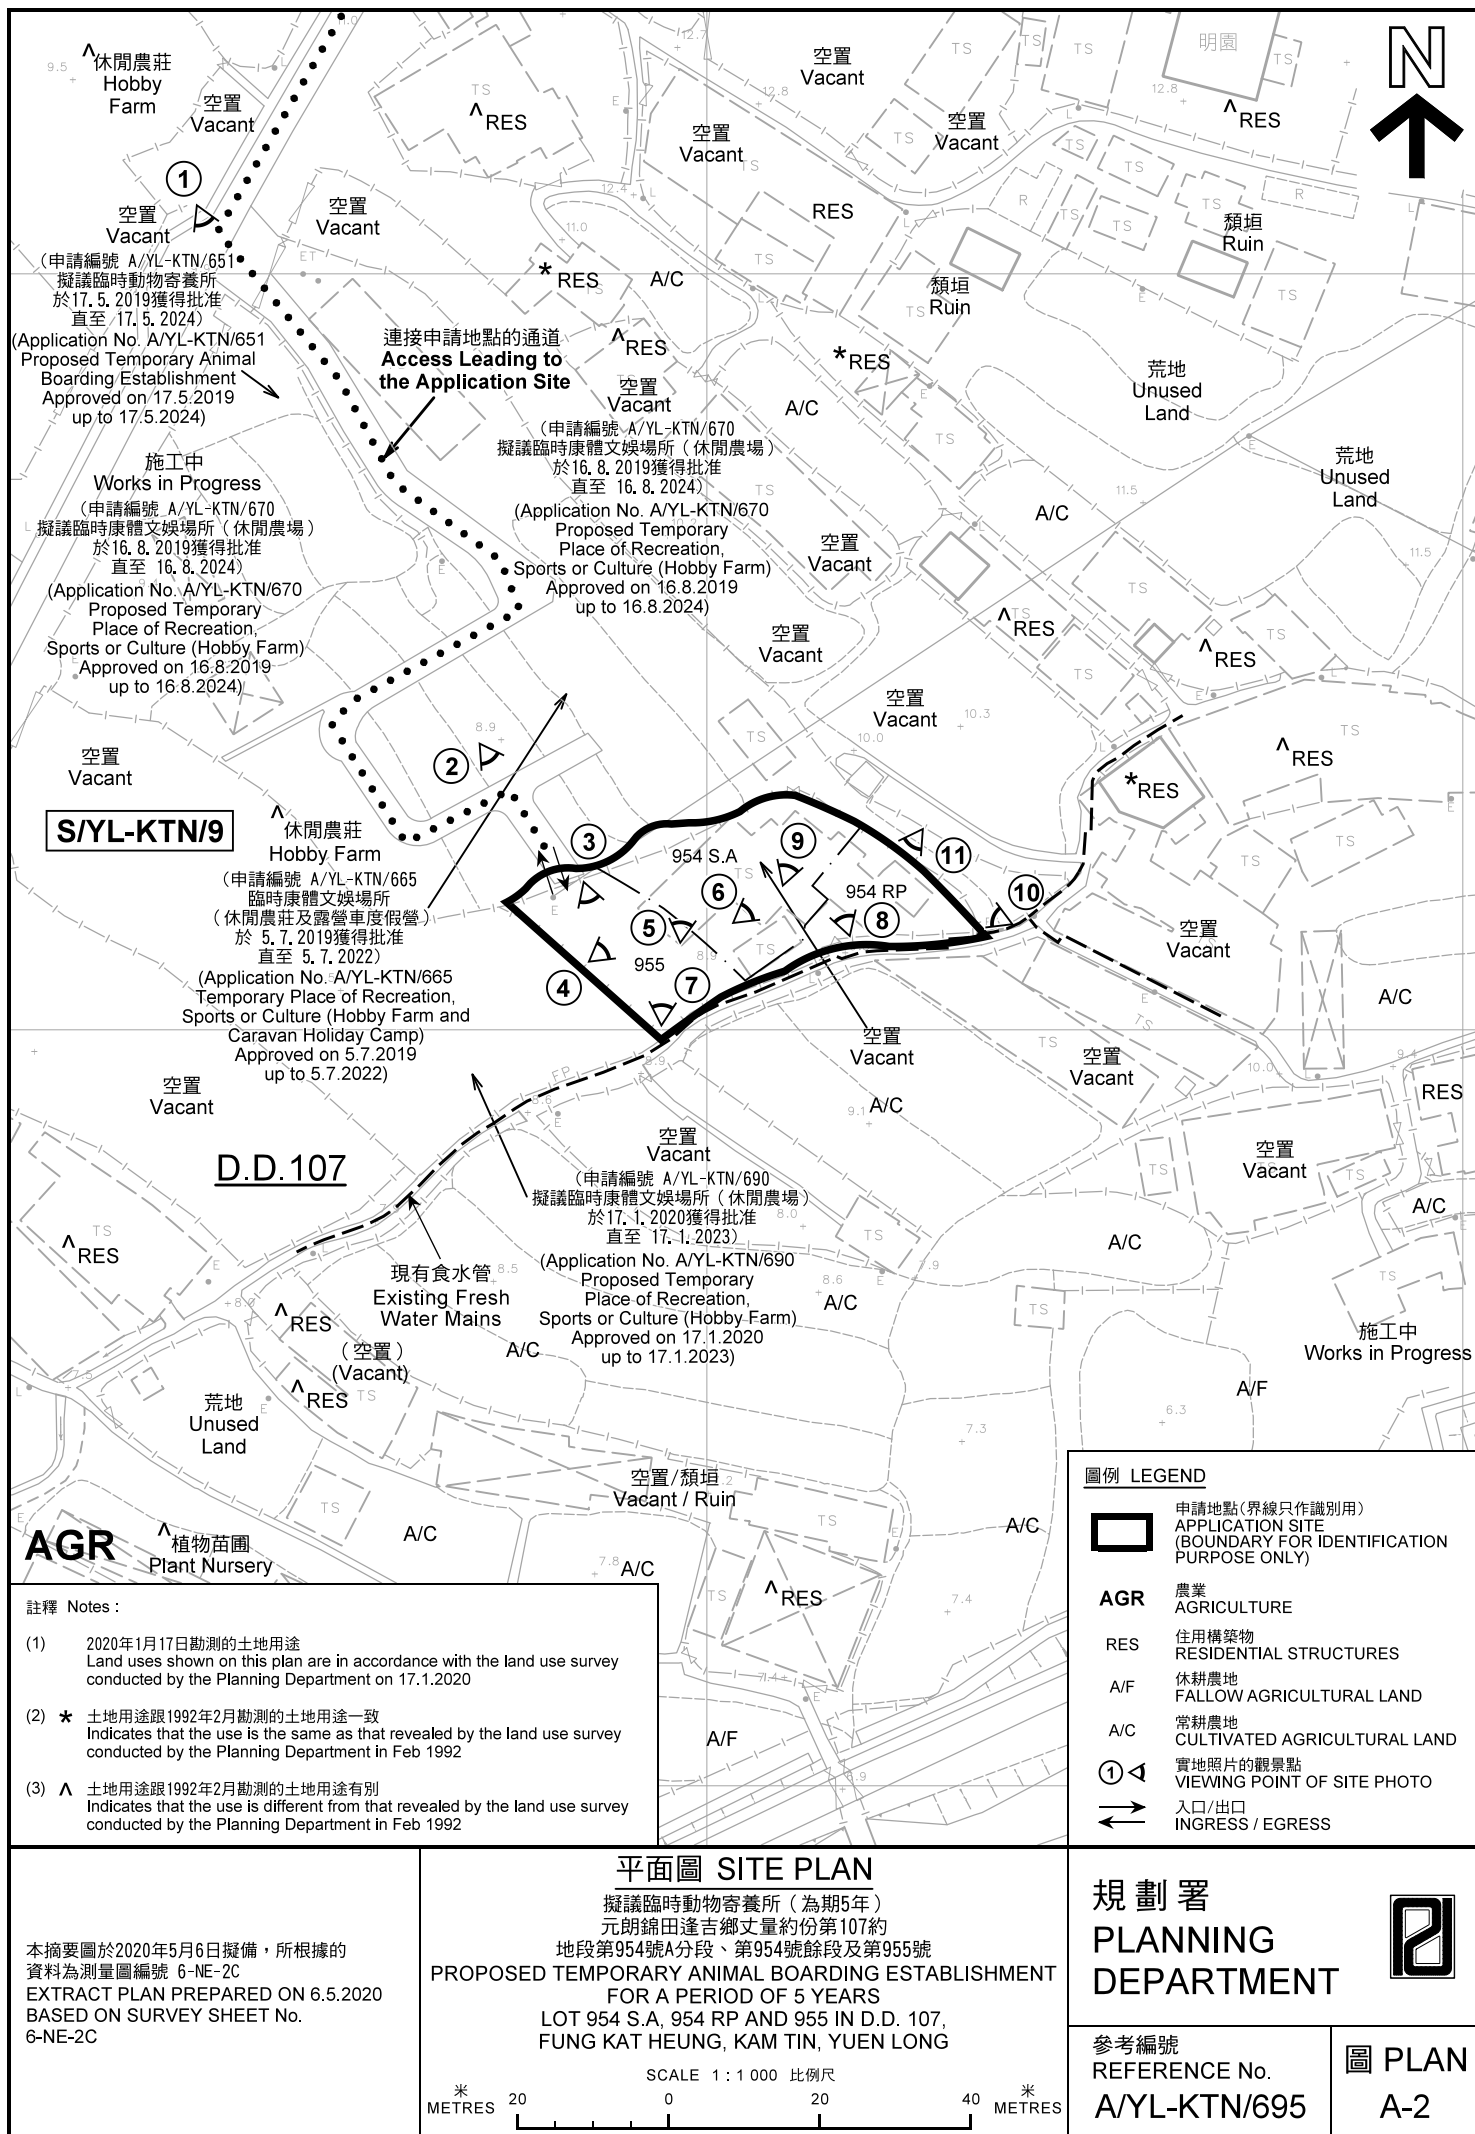 ^休閒農莊
Hobby
Farm
空置
Vacant
^RES
空置
Vacant
明園
^RES
空置
Vacant
空置
Vacant
①
空置
Vacant
空置
Vacant
RES
頹垣
Ruin
(申請編號 A/YL-KTN/651
擬議臨時動物寄養所
於17.5.2019獲得批准
直至 17.5.2024)
(Application No. A/YL-KTN/651
Proposed Temporary Animal
Boarding Establishment
Approved on 17.5.2019
up to 17.5.2024)
*RES
A/C
頹垣
Ruin
連接申請地點的通道
Access Leading to
the Application Site
^RES
*RES
荒地
Unused
Land
空置
Vacant
A/C
(申請編號 A/YL-KTN/670
擬議臨時康體文娛場所(休閒農場)
於16.8.2019獲得批准
直至 16.8.2024)
(Application No. A/YL-KTN/670
Proposed Temporary
Place of Recreation,
Sports or Culture (Hobby Farm)
Approved on 16.8.2019
up to 16.8.2024)
施工中
Works in Progress
(申請編號 A/YL-KTN/670
擬議臨時康體文娛場所(休閒農場)
於16.8.2019獲得批准
直至 16.8.2024)
(Application No. A/YL-KTN/670
Proposed Temporary
Place of Recreation,
Sports or Culture (Hobby Farm)
Approved on 16.8.2019
up to 16.8.2024)
荒地
Unused
Land
A/C
空置
Vacant
^RES
空置
Vacant
^RES
空置
Vacant
空置
Vacant
^RES
②
*RES
S/YL-KTN/9
^休閒農莊
Hobby Farm
(申請編號 A/YL-KTN/665
臨時康體文娛場所
(休閒農莊及露營車度假營)
於 5.7.2019獲得批准
直至 5.7.2022)
(Application No. A/YL-KTN/665
Temporary Place of Recreation,
Sports or Culture (Hobby Farm and
Caravan Holiday Camp)
Approved on 5.7.2019
up to 5.7.2022)
③
954 S.A
⑨
⑪
⑥
954 RP
⑩
⑤
⑧
955
④
⑦
空置
Vacant
A/C
空置
Vacant
空置
Vacant
RES
空置
Vacant
A/C
FP
D.D.107
空置
Vacant
(申請編號 A/YL-KTN/690
擬議臨時康體文娛場所(休閒農場)
於17.1.2020獲得批准
直至 17.1.2023)
(Application No. A/YL-KTN/690
Proposed Temporary
Place of Recreation,
Sports or Culture (Hobby Farm)
Approved on 17.1.2020
up to 17.1.2023)
空置
Vacant
A/C
A/C
^RES
現有食水管
Existing Fresh
Water Mains
A/C
^RES
(空置)
(Vacant)
A/C
施工中
Works in Progress
^RES
A/F
荒地
Unused
Land
空置/頹垣
Vacant / Ruin
A/C
A/C
AGR
^植物苗圃
Plant Nursery
A/C
^RES
A/F
圖例 LEGEND
申請地點(界線只作識別用)
APPLICATION SITE
(BOUNDARY FOR IDENTIFICATION
PURPOSE ONLY)
AGR 農業
AGRICULTURE
RES 住用構築物
RESIDENTIAL STRUCTURES
A/F 休耕農地
FALLOW AGRICULTURAL LAND
A/C 常耕農地
CULTIVATED AGRICULTURAL LAND
① 實地照片的觀景點
VIEWING POINT OF SITE PHOTO
入口/出口
INGRESS / EGRESS
註釋 Notes :
(1) 2020年1月17日勘測的土地用途
Land uses shown on this plan are in accordance with the land use survey
conducted by the Planning Department on 17.1.2020
(2) * 土地用途跟1992年2月勘測的土地用途一致
Indicates that the use is the same as that revealed by the land use survey
conducted by the Planning Department in Feb 1992
(3) ^ 土地用途跟1992年2月勘測的土地用途有別
Indicates that the use is different from that revealed by the land use survey
conducted by the Planning Department in Feb 1992
本摘要圖於2020年5月6日擬備,所根據的
資料為測量圖編號 6-NE-2C
EXTRACT PLAN PREPARED ON 6.5.2020
BASED ON SURVEY SHEET No.
6-NE-2C
平面圖 SITE PLAN
擬議臨時動物寄養所(為期5年)
元朗錦田逢吉鄉丈量約份第107約
地段第954號A分段、第954號餘段及第955號
PROPOSED TEMPORARY ANIMAL BOARDING ESTABLISHMENT
FOR A PERIOD OF 5 YEARS
LOT 954 S.A, 954 RP AND 955 IN D.D. 107,
FUNG KAT HEUNG, KAM TIN, YUEN LONG
SCALE 1 : 1 000 比例尺
米
METRES 20 0 20 40 米
METRES
規劃署
PLANNING
DEPARTMENT
參考編號
REFERENCE No.
A/YL-KTN/695
圖 PLAN
A-2